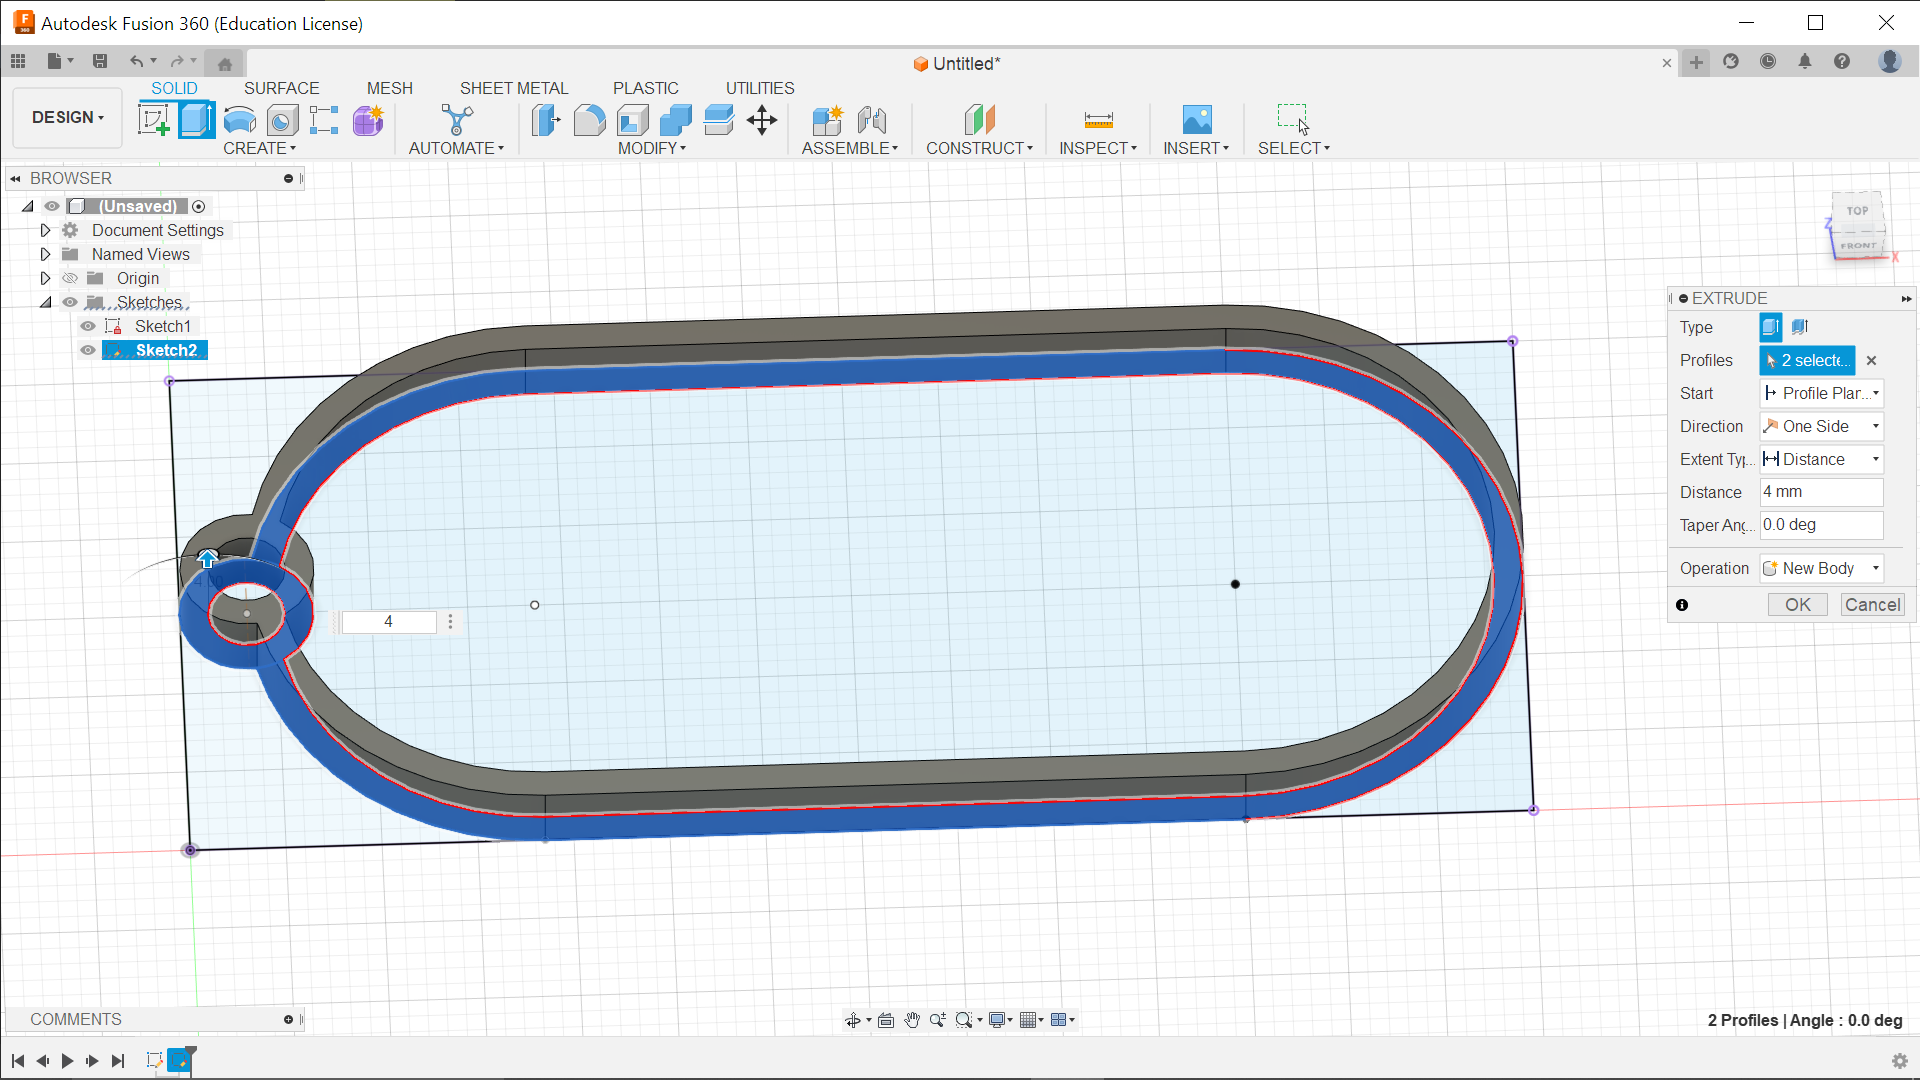 Autodesk Fusion 360 (Education License)
Untitled*
SOLID SURFACE MESH SHEET METAL PLASTIC UTILITIES
DESIGN
CREATE AUTOMATE MODIFY ASSEMBLE CONSTRUCT INSPECT INSERT SELECT
BROWSER
(Unsaved)
Document Settings
Named Views
Origin
Sketches
Sketch1
Sketch2
TOP
FRONT
Z
X
EXTRUDE
Type
Profiles 2 selecte...
Start Profile Plar...
Direction One Side
Extent Typ... Distance
Distance 4 mm
Taper Ang... 0.0 deg
Operation New Body
OK Cancel
4
COMMENTS
2 Profiles | Angle : 0.0 deg